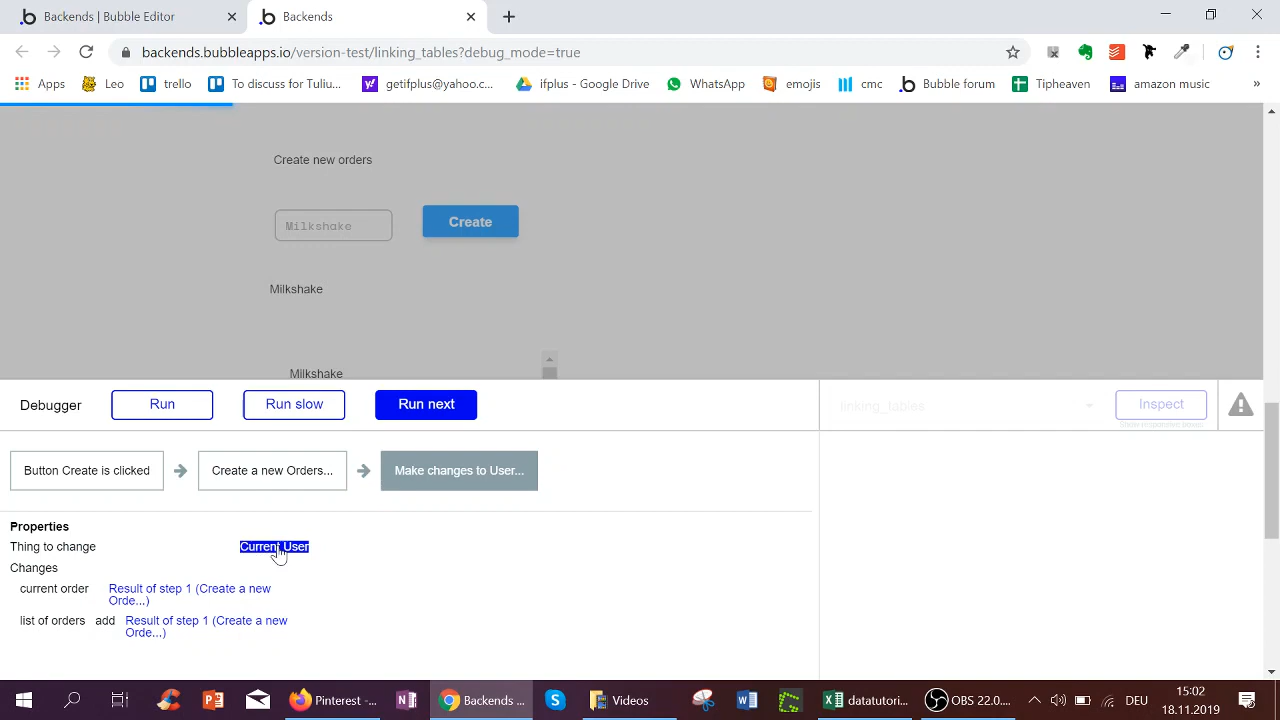 Backends | Bubble Editor
Backends
backends.bubbleapps.io/version-test/linking_tables?debug_mode=true
Apps
Leo
trello
To discuss for Tuliu...
getifplus@yahoo.c...
ifplus - Google Drive
WhatsApp
emojis
cmc
Bubble forum
Tipheaven
amazon music
»
Create new orders
Milkshake
Create
Milkshake
Milkshake
Debugger
Run
Run slow
Run next
linking_tables
Inspect
Show responsive boxes
Button Create is clicked
Create a new Orders...
Make changes to User...
Properties
Thing to change
Current User
Changes
current order
Result of step 1 (Create a new
Orde...)
list of orders add
Result of step 1 (Create a new
Orde...)
Pinterest -...
Backends ...
Videos
datatutori...
OBS 22.0....
DEU
15:02
18.11.2019